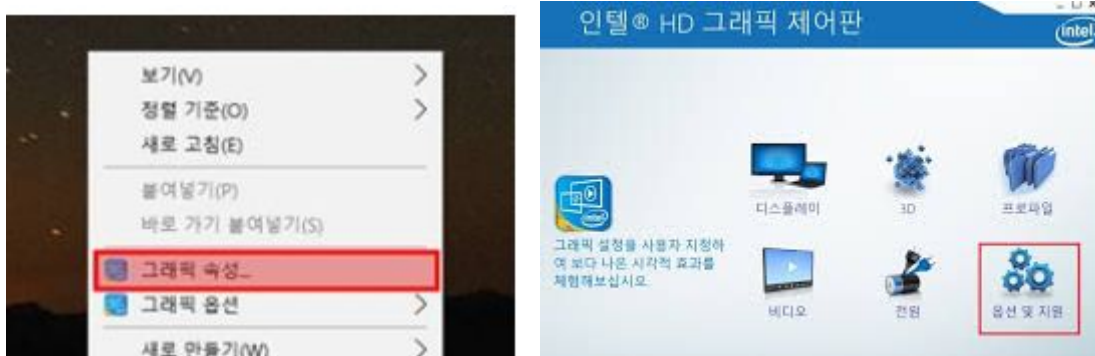 보기(V)
정렬 기준(O)
새로 고침(E)
붙여넣기(P)
바로 가기 붙여넣기(S)
그래픽 속성...
그래픽 옵션
새로 만들기(W)
인텔® HD 그래픽 제어판
intel
디스플레이
3D
프로파일
그래픽 설정을 사용자 지정하
여 보다 나은 시각적 효과를
체험해보십시오.
비디오
전원
옵션 및 지원